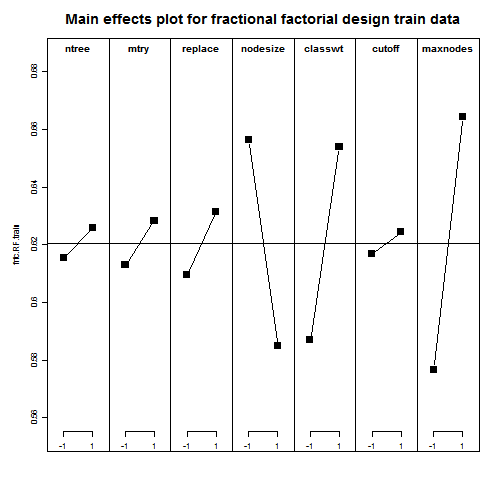 Main effects plot for fractional factorial design train data
ntree mtry replace nodesize classwt cutoff maxnodes
0.68
0.66
0.64
0.62
0.6
0.58
0.56
-1 1 -1 1 -1 1 -1 1 -1 1 -1 1 -1 1